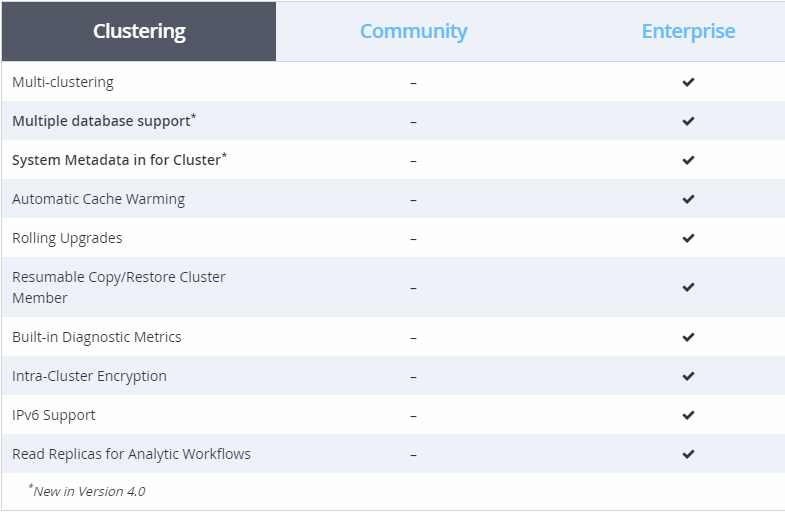 Clustering Community Enterprise
Multi-clustering – ✔
Multiple database support* – ✔
System Metadata in for Cluster* – ✔
Automatic Cache Warming – ✔
Rolling Upgrades – ✔
Resumable Copy/Restore Cluster
Member – ✔
Built-in Diagnostic Metrics – ✔
Intra-Cluster Encryption – ✔
IPv6 Support – ✔
Read Replicas for Analytic Workflows – ✔
*New in Version 4.0